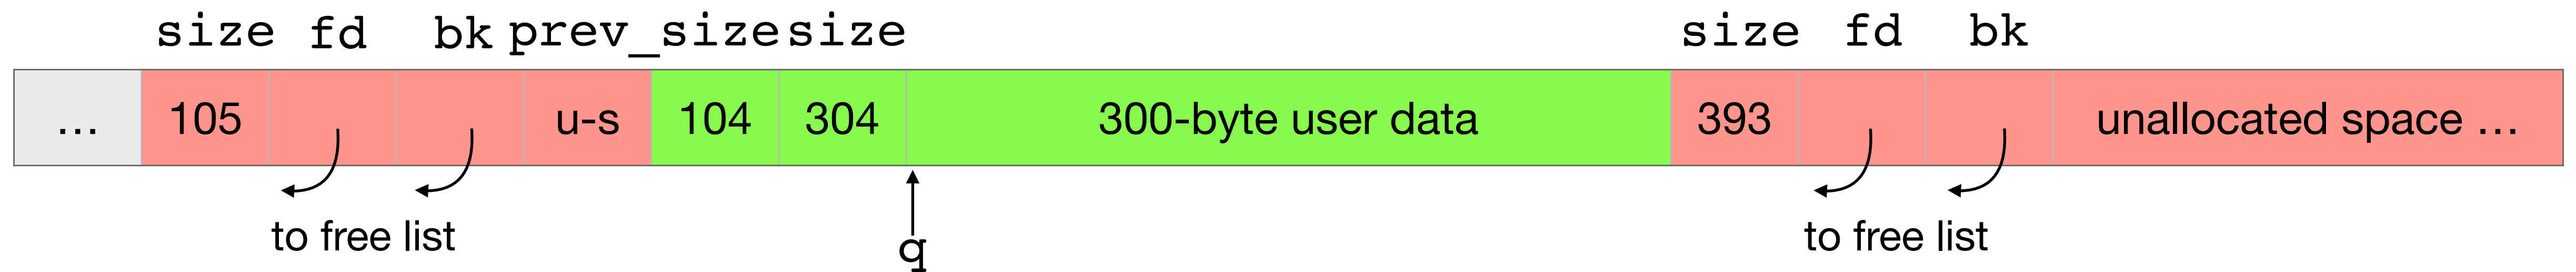 size fd bk prev_size size size fd bk
... 105 u-s 104 304 300-byte user data 393 unallocated space ...
to free list to free list
q